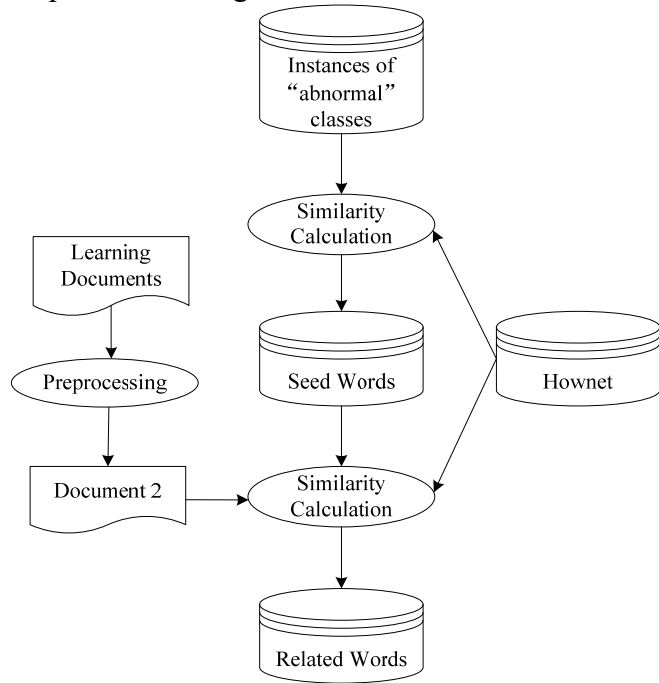 Instances of
“abnormal”
classes
Similarity
Calculation
Learning
Documents
Preprocessing
Seed Words
Hownet
Document 2
Similarity
Calculation
Related Words